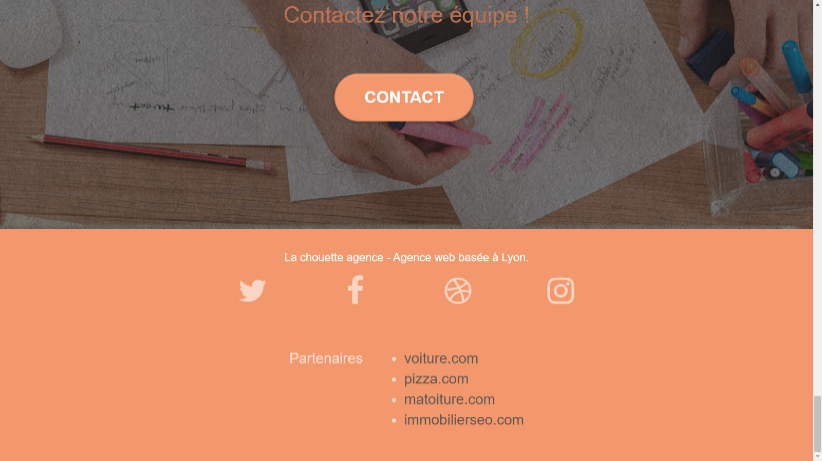 Contactez notre équipe !
CONTACT
La chouette agence - Agence web basée à Lyon.
Partenaires
voiture.com
pizza.com
matoiture.com
immobilierseo.com